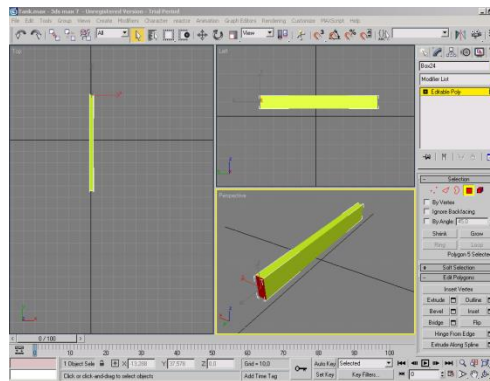 Tank.max - 3ds max 7 - Unregistered Version - Trial Period
File Edit Tools Group Views Create Modifiers Character reactor Animation Graph Editors Rendering Customize MAXScript Help
All
View
Top
Left
Perspective
Box24
Modifier List
Editable Poly
Selection
By Vertex
Ignore Backfacing
By Angle: 45.0
Shrink Grow
Ring Loop
Polygon 5 Selected
Soft Selection
Edit Polygons
Insert Vertex
Extrude Outline
Bevel Inset
Bridge Flip
Hinge From Edge
Extrude Along Spline
0 / 100
0 10 20 30 40 50 60 70 80 90 100
1 Object Sele X Y Z Grid = 10,0 Auto Key Selected
Click or click-and-drag to select objects Add Time Tag Set Key Key Filters... 0